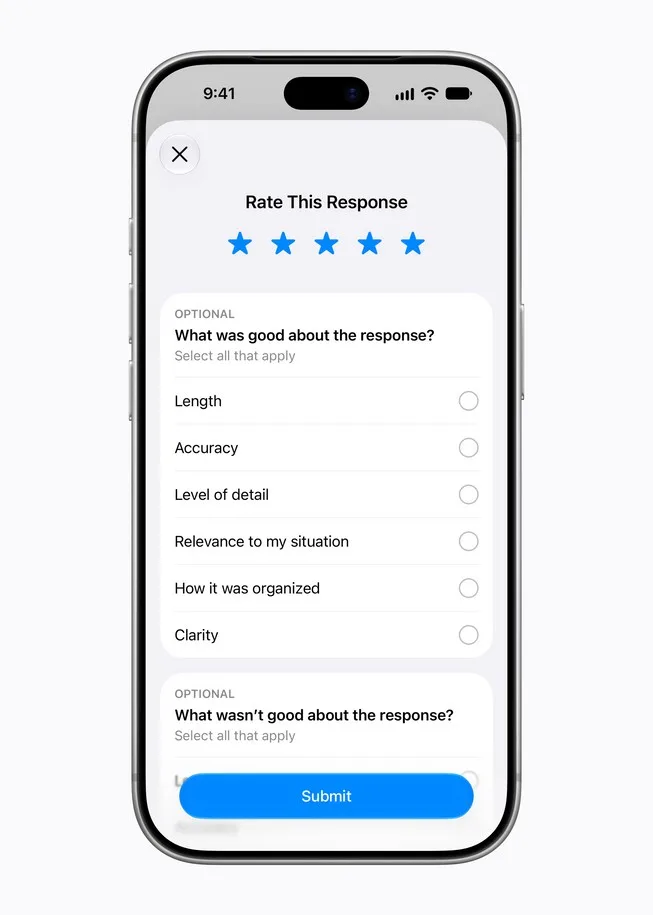 9:41
Rate This Response
OPTIONAL
What was good about the response?
Select all that apply
Length
Accuracy
Level of detail
Relevance to my situation
How it was organized
Clarity
OPTIONAL
What wasn’t good about the response?
Select all that apply
Submit